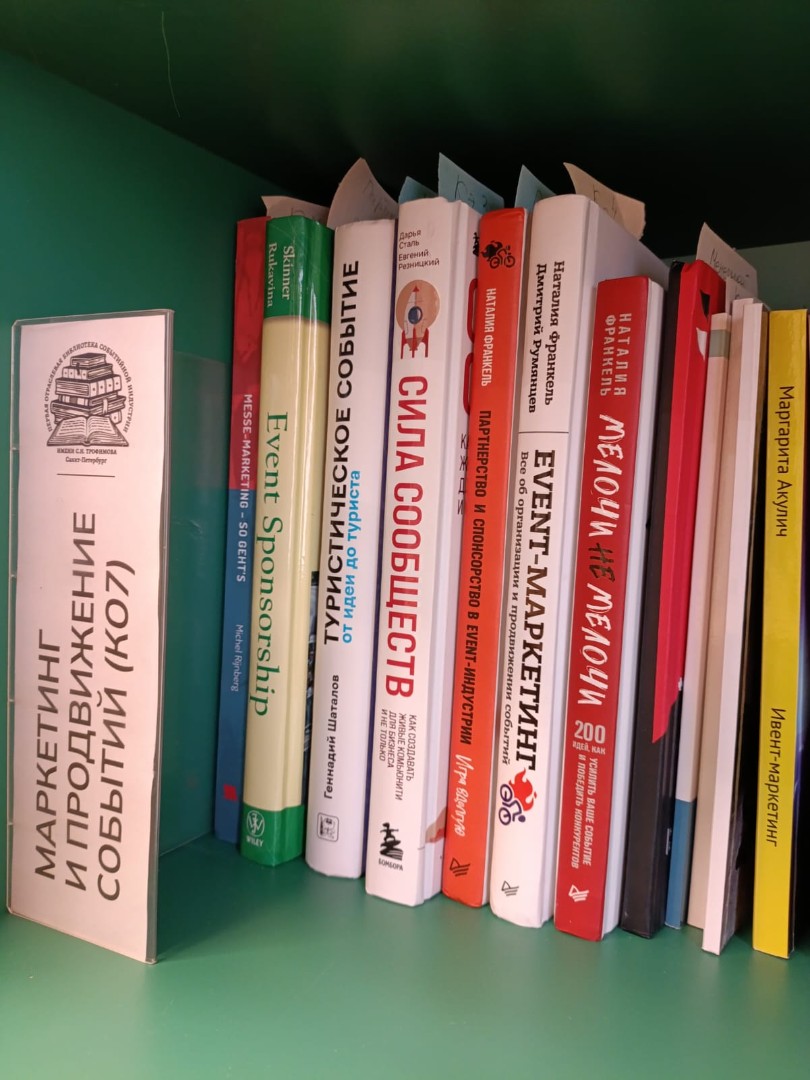 ПЕРВАЯ ОТРАСЛЕВАЯ БИБЛИОТЕКА СОБЫТИЙНОЙ ИНДУСТРИИ
ИМЕНИ С.Н. ТРОФИМОВА
Санкт-Петербург
МАРКЕТИНГ
И ПРОДВИЖЕНИЕ
СОБЫТИЙ (КО7)
MESSE-MARKETING – SO GEHT'S
Michel Rijnberg
Skinner
Rukavina
Event Sponsorship
WILEY
ТУРИСТИЧЕСКОЕ СОБЫТИЕ
от идеи до туриста
Геннадий Шаталов
Дарья
Сталь
Евгений
Резницкий
СИЛА СООБЩЕСТВ
КАК СОЗДАВАТЬ
ЖИВЫЕ КОМЬЮНИТИ
ДЛЯ БИЗНЕСА
И НЕ ТОЛЬКО
БОМБОРА
НАТАЛИЯ ФРАНКЕЛЬ
ПАРТНЕРСТВО И СПОНСОРСТВО В EVENT-ИНДУСТРИИ
Игра вдолгую
Наталия Франкель
Дмитрий Румянцев
EVENT-МАРКЕТИНГ
Все об организации и продвижении событий
НАТАЛИЯ
ФРАНКЕЛЬ
МЕЛОЧИ НЕ МЕЛОЧИ
200
ИДЕЙ, КАК
УСИЛИТЬ ВАШЕ СОБЫТИЕ
И ПОБЕДИТЬ КОНКУРЕНТОВ
Маргарита Акулич
Ивент-маркетинг